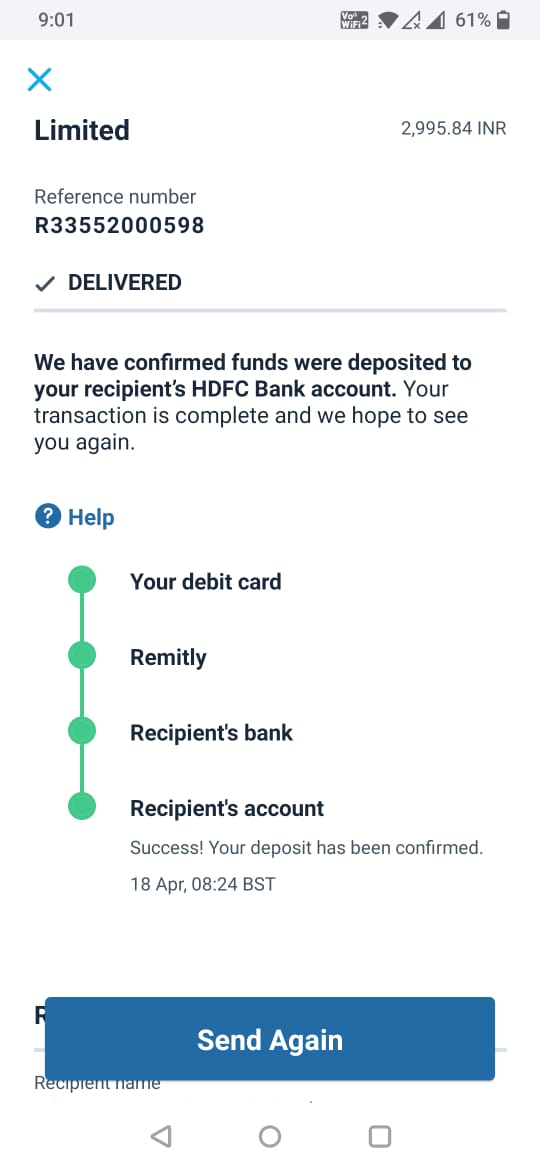 9:01
Vo
WiFi 2
61%
Limited
2,995.84 INR
Reference number
R33552000598
DELIVERED
We have confirmed funds were deposited to
your recipient's HDFC Bank account. Your
transaction is complete and we hope to see
you again.
? Help
Your debit card
Remitly
Recipient's bank
Recipient's account
Success! Your deposit has been confirmed.
18 Apr, 08:24 BST
Send Again
Recipient name